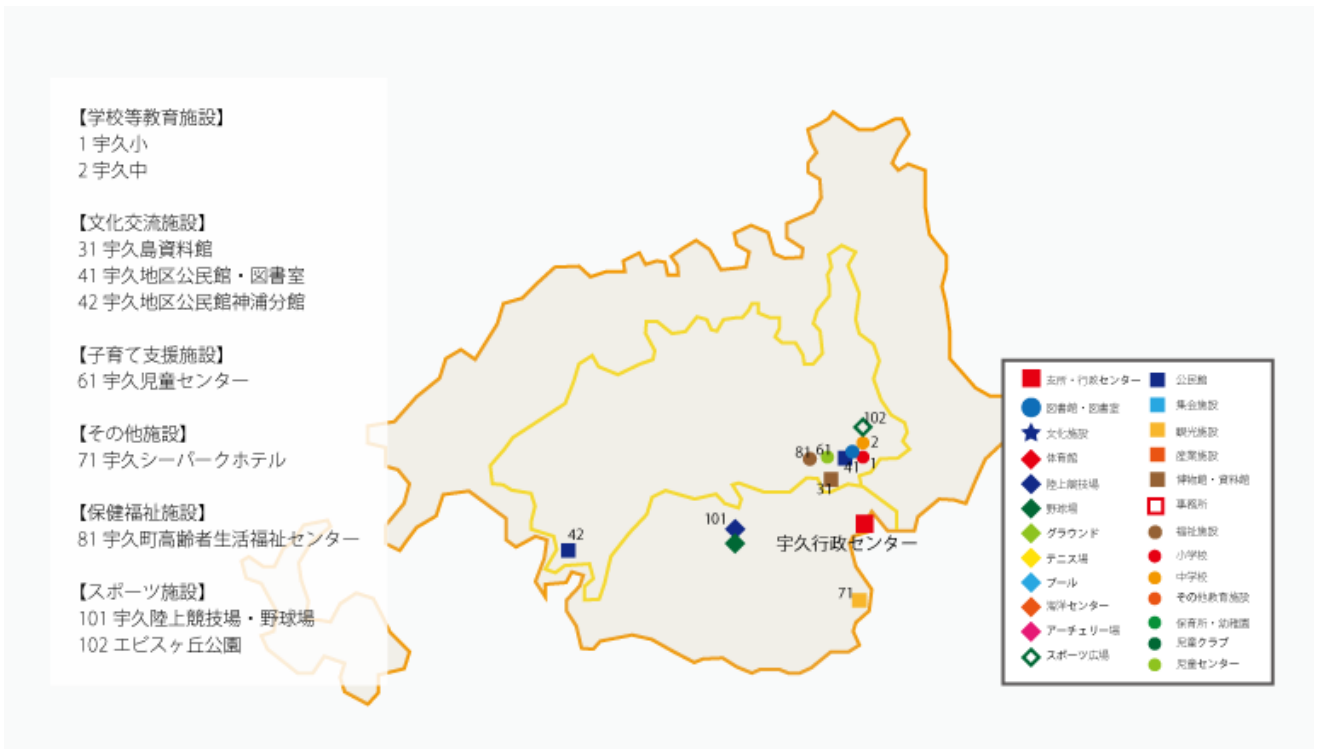 【学校等教育施設】
1 宇久小
2 宇久中
【文化交流施設】
31 宇久島資料館
41 宇久地区公民館・図書室
42 宇久地区公民館神浦分館
【子育て支援施設】
61 宇久児童センター
【その他施設】
71 宇久シーパークホテル
【保健福祉施設】
81 宇久町高齢者生活福祉センター
【スポーツ施設】
101 宇久陸上競技場・野球場
102 エビスヶ丘公園
102
2
81
61
41
1
31
101
42
宇久行政センター
71
支所・行政センター
図書館・図書室
文化施設
体育館
陸上競技場
野球場
グラウンド
テニス場
プール
海洋センター
アーチェリー場
スポーツ広場
公民館
集会施設
観光施設
産業施設
博物館・資料館
事務所
福祉施設
小学校
中学校
その他教育施設
保育所・幼稚園
児童クラブ
児童センター